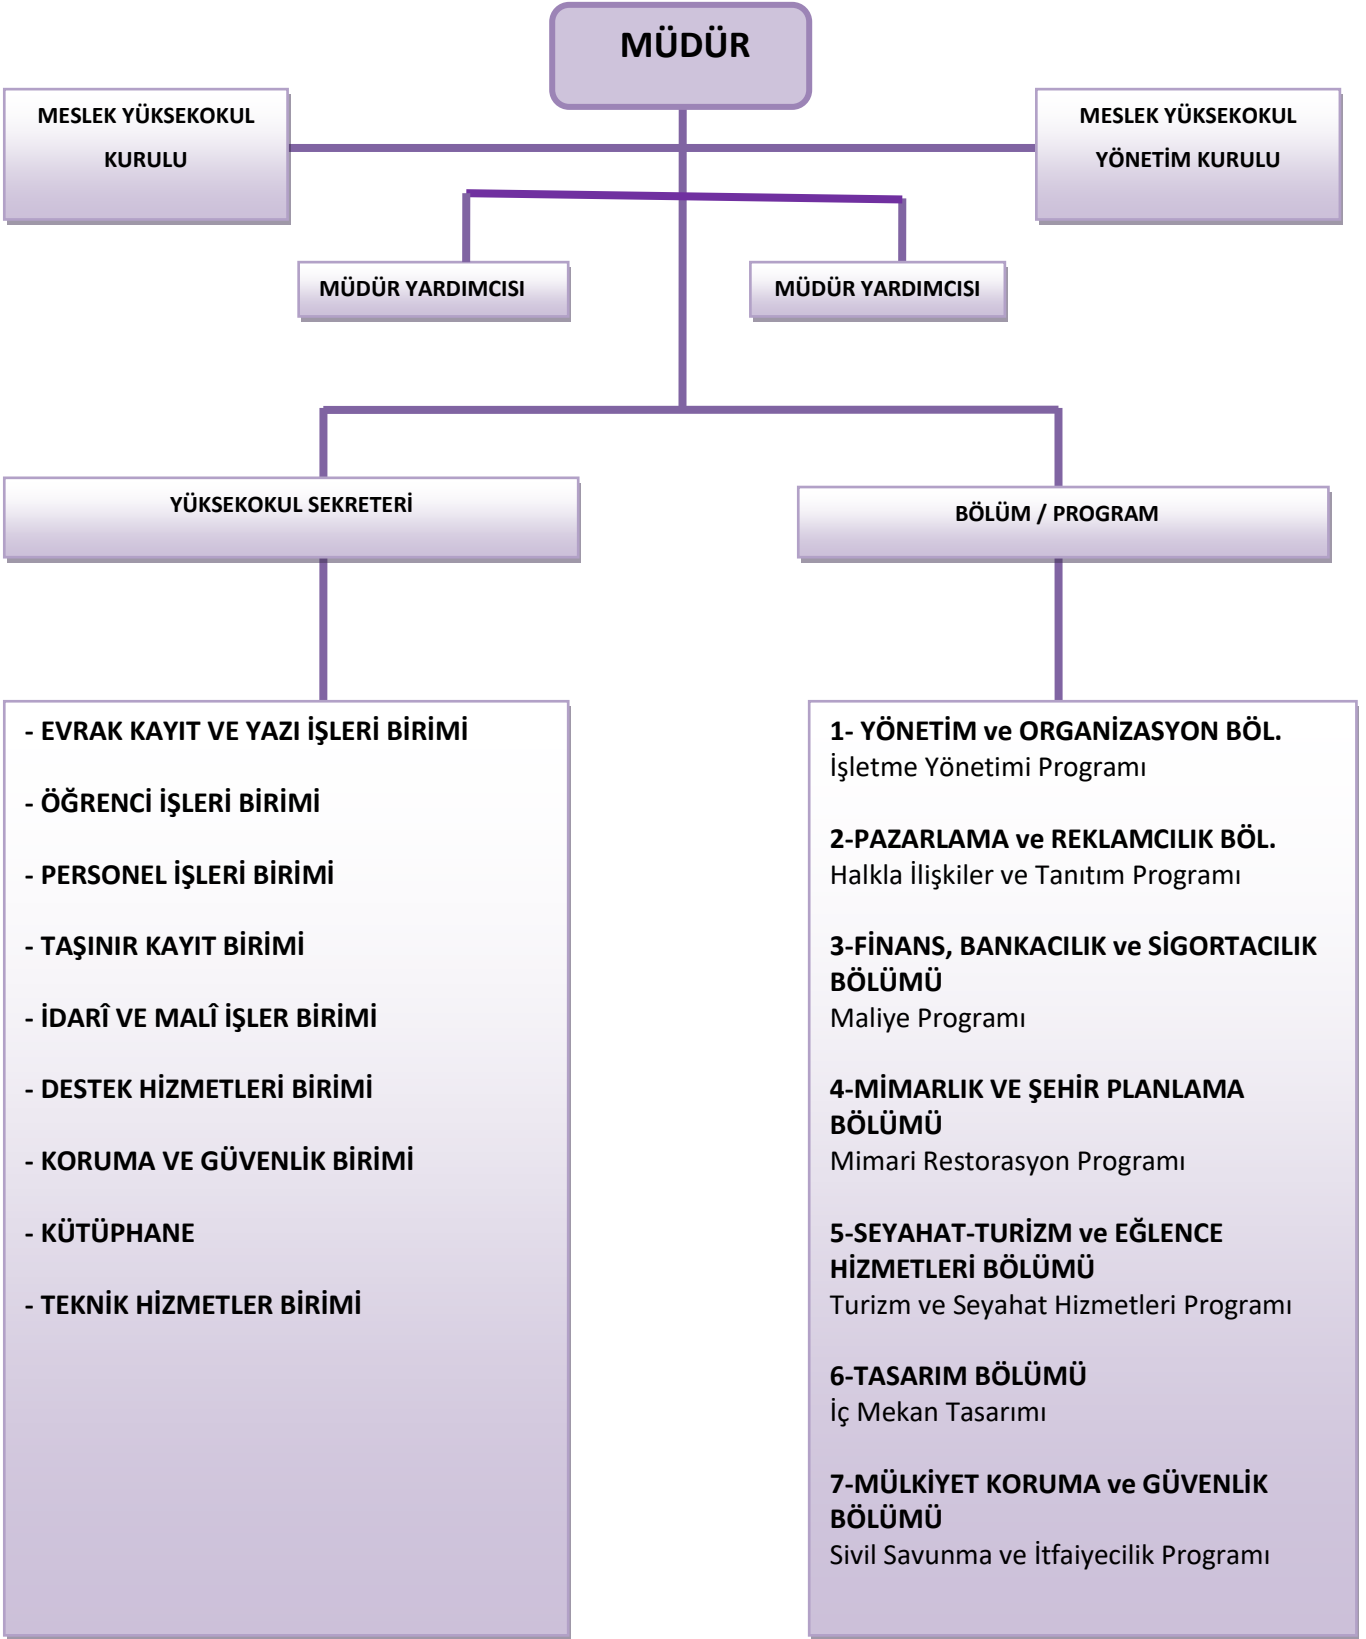 MÜDÜR
MESLEK YÜKSEKOKUL
KURULU
MESLEK YÜKSEKOKUL
YÖNETİM KURULU
MÜDÜR YARDIMCISI
MÜDÜR YARDIMCISI
YÜKSEKOKUL SEKRETERİ
BÖLÜM / PROGRAM
- EVRAK KAYIT VE YAZI İŞLERİ BİRİMİ
- ÖĞRENCİ İŞLERİ BİRİMİ
- PERSONEL İŞLERİ BİRİMİ
- TAŞINIR KAYIT BİRİMİ
- İDARÎ VE MALÎ İŞLER BİRİMİ
- DESTEK HİZMETLERİ BİRİMİ
- KORUMA VE GÜVENLİK BİRİMİ
- KÜTÜPHANE
- TEKNİK HİZMETLER BİRİMİ
1- YÖNETİM ve ORGANİZASYON BÖL.
İşletme Yönetimi Programı
2-PAZARLAMA ve REKLAMCILIK BÖL.
Halkla İlişkiler ve Tanıtım Programı
3-FİNANS, BANKACILIK ve SİGORTACILIK
BÖLÜMÜ
Maliye Programı
4-MİMARLIK VE ŞEHİR PLANLAMA
BÖLÜMÜ
Mimari Restorasyon Programı
5-SEYAHAT-TURİZM ve EĞLENCE
HİZMETLERİ BÖLÜMÜ
Turizm ve Seyahat Hizmetleri Programı
6-TASARIM BÖLÜMÜ
İç Mekan Tasarımı
7-MÜLKİYET KORUMA ve GÜVENLİK
BÖLÜMÜ
Sivil Savunma ve İtfaiyecilik Programı